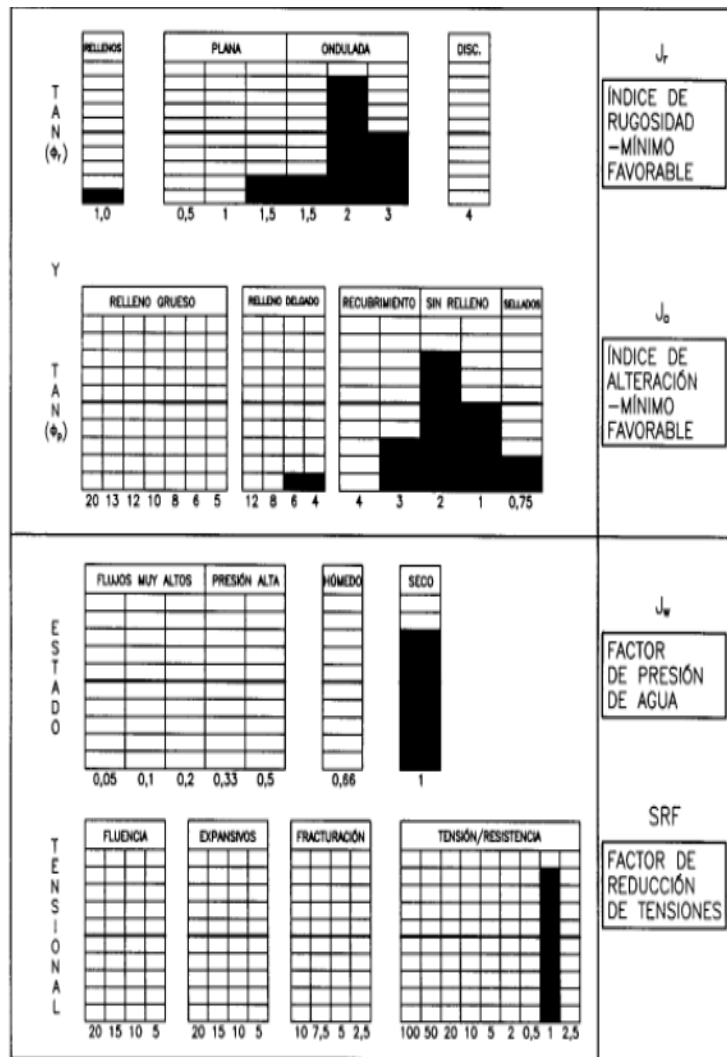 RELLENOS PLANA ONDULADA DISC.
TAN(φr)
1,0 0,5 1 1,5 1,5 2 3 4
Jr
ÍNDICE DE
RUGOSIDAD
-MÍNIMO
FAVORABLE
Y
RELLENO GRUESO RELLENO DELGADO RECUBRIMIENTO SIN RELLENO SELLADOS
TAN(φp)
20 13 12 10 8 6 5 12 8 6 4 4 3 2 1 0,75
Ja
ÍNDICE DE
ALTERACIÓN
-MÍNIMO
FAVORABLE
FLUJOS MUY ALTOS PRESIÓN ALTA HÚMEDO SECO
ESTADO
0,05 0,1 0,2 0,33 0,5 0,66 1
Jw
FACTOR
DE PRESIÓN
DE AGUA
FLUENCIA EXPANSIVOS FRACTURACIÓN TENSIÓN/RESISTENCIA
TENSIONAL
20 15 10 5 20 15 10 5 10 7,5 5 2,5 100 50 20 10 5 2 0,5 1 2,5
SRF
FACTOR DE
REDUCCIÓN
DE TENSIONES